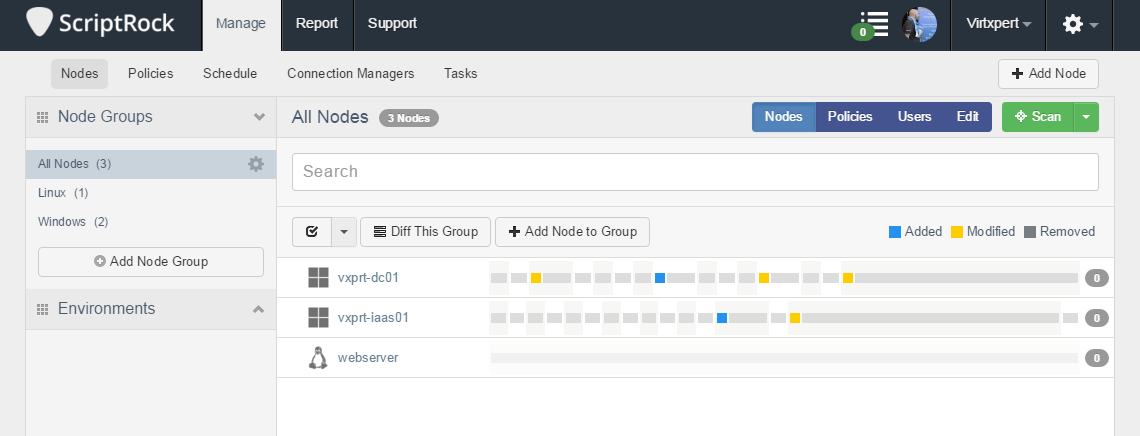 ScriptRock Manage Report Support 0 Virtxpert
Nodes Policies Schedule Connection Managers Tasks Add Node
Node Groups
All Nodes (3)
Linux (1)
Windows (2)
Add Node Group
Environments
All Nodes 3 Nodes Nodes Policies Users Edit Scan
Search
Diff This Group Add Node to Group Added Modified Removed
vxprt-dc01 0
vxprt-iaas01 0
webserver 0